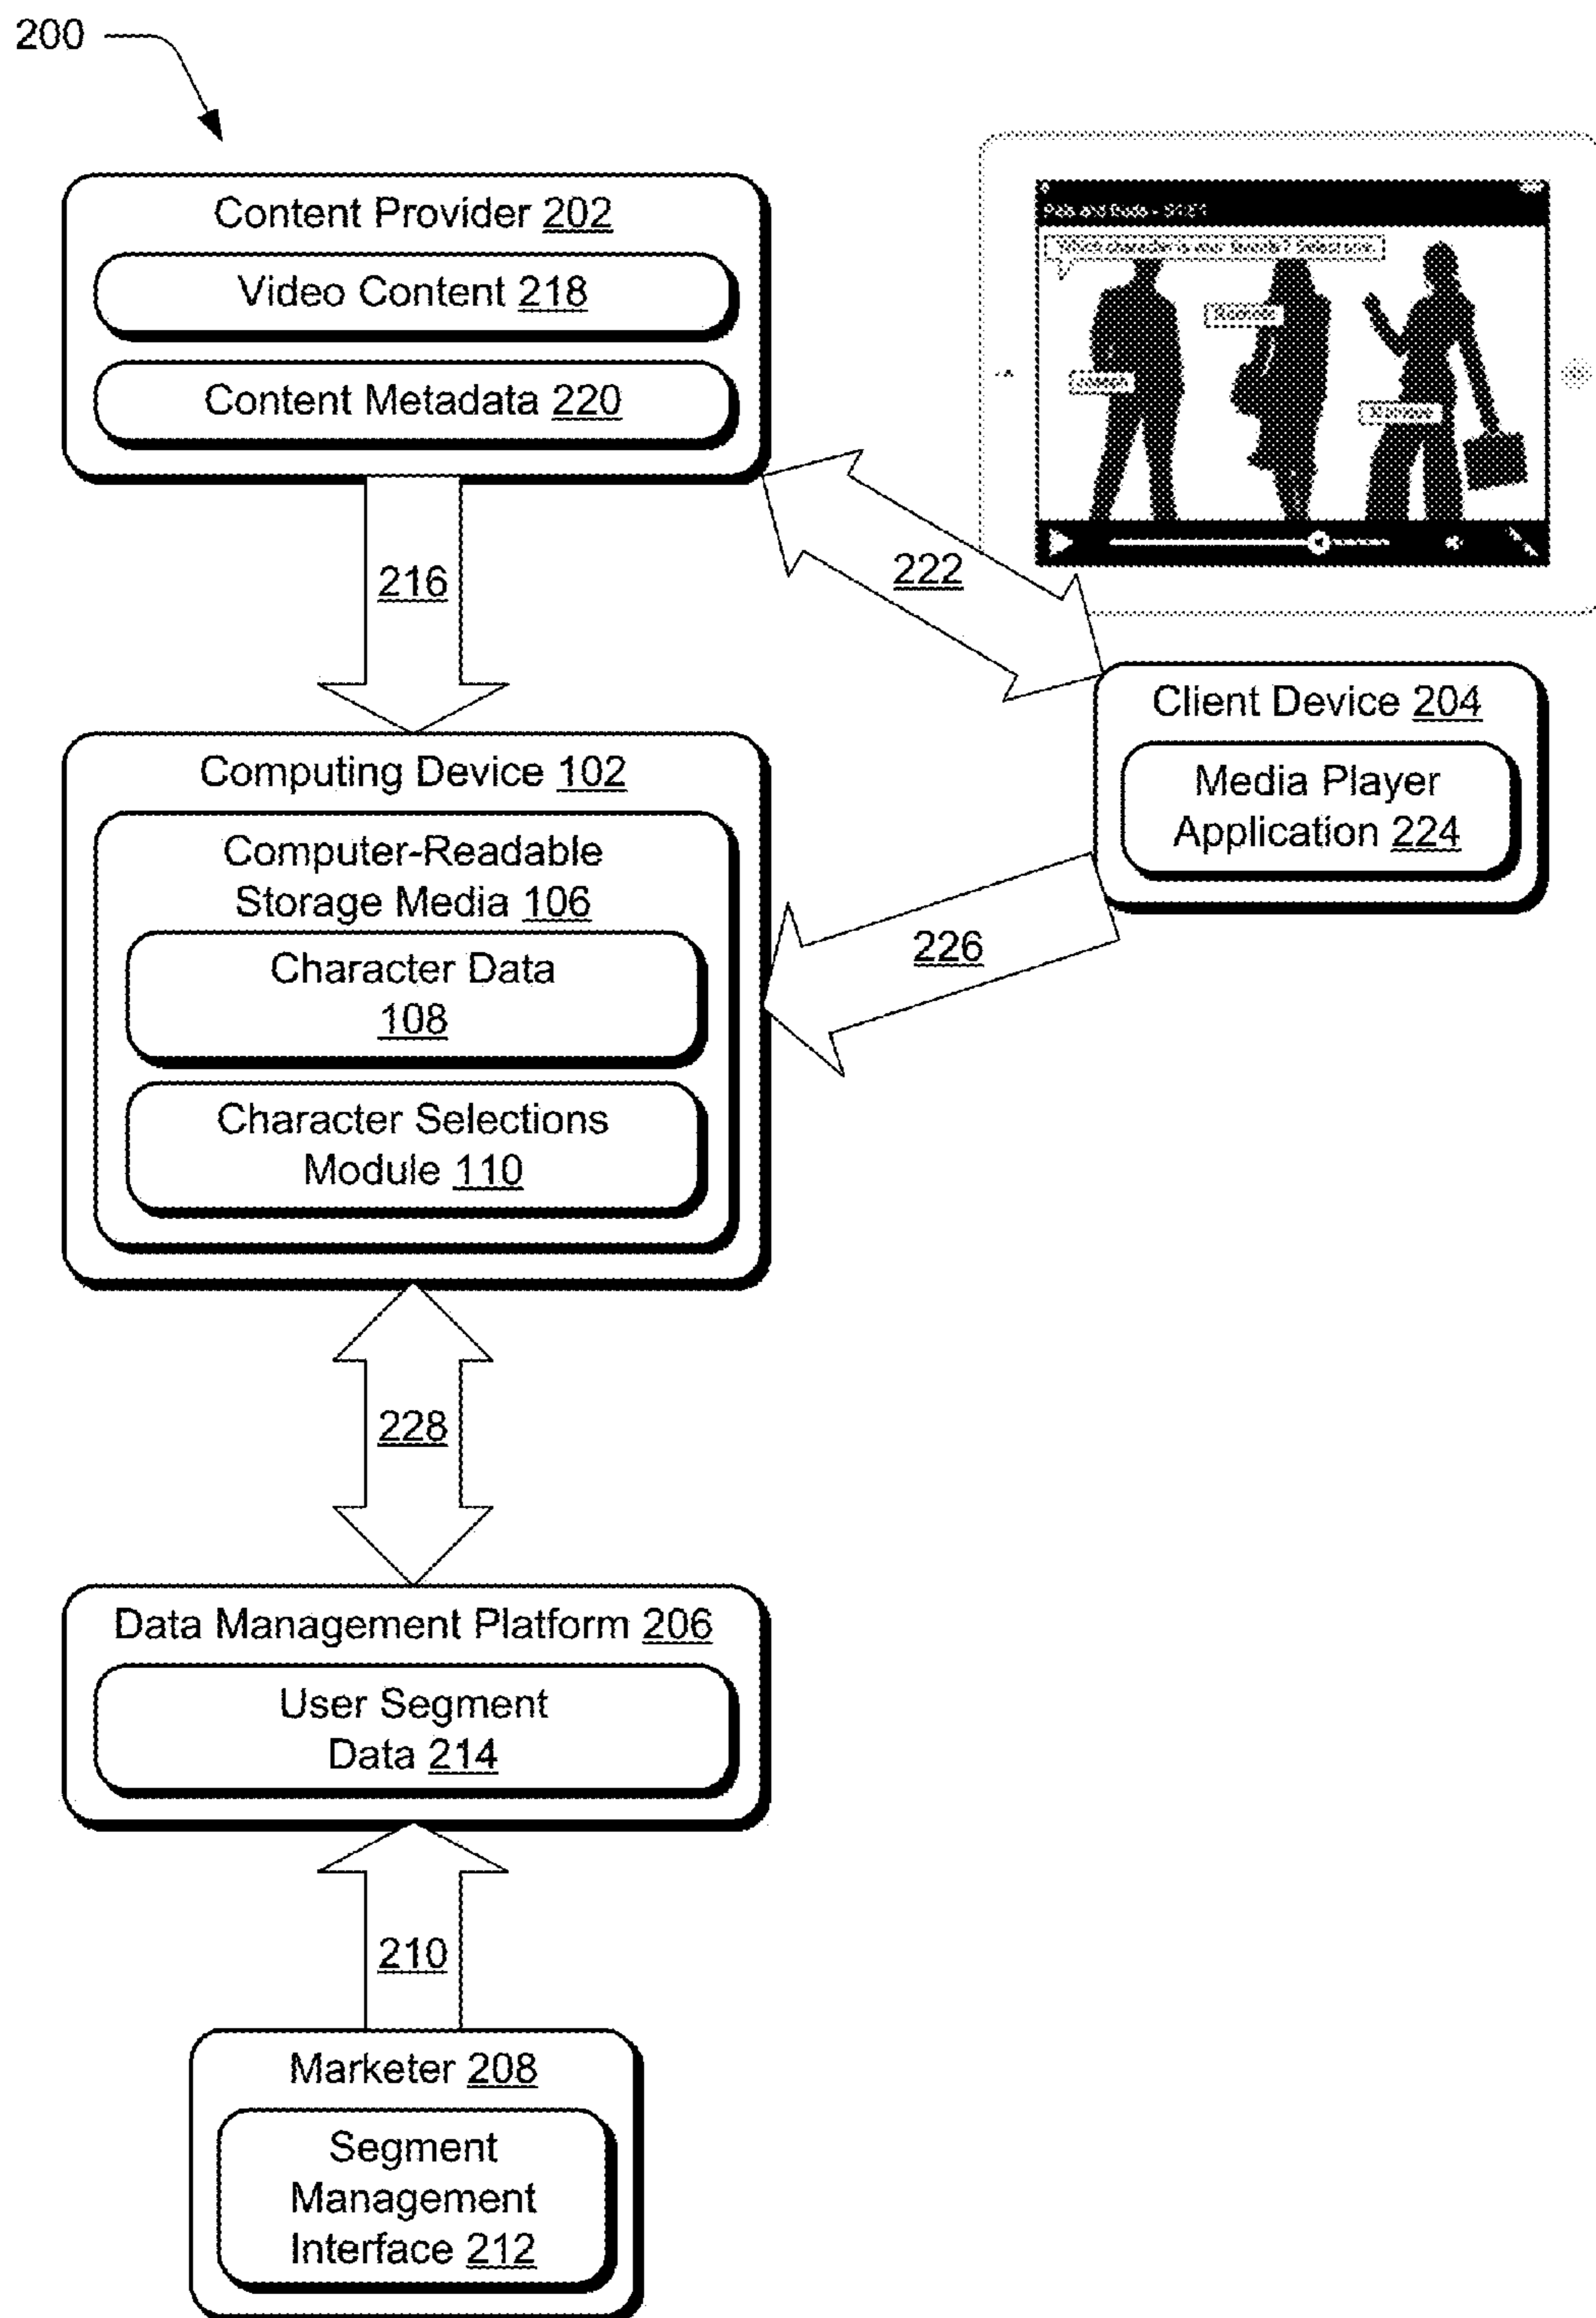 200
Content Provider 202
Video Content 218
Content Metadata 220
216
222
Client Device 204
Media Player
Application 224
Computing Device 102
Computer-Readable
Storage Media 106
Character Data
108
Character Selections
Module 110
226
228
Data Management Platform 206
User Segment
Data 214
210
Marketer 208
Segment
Management
Interface 212